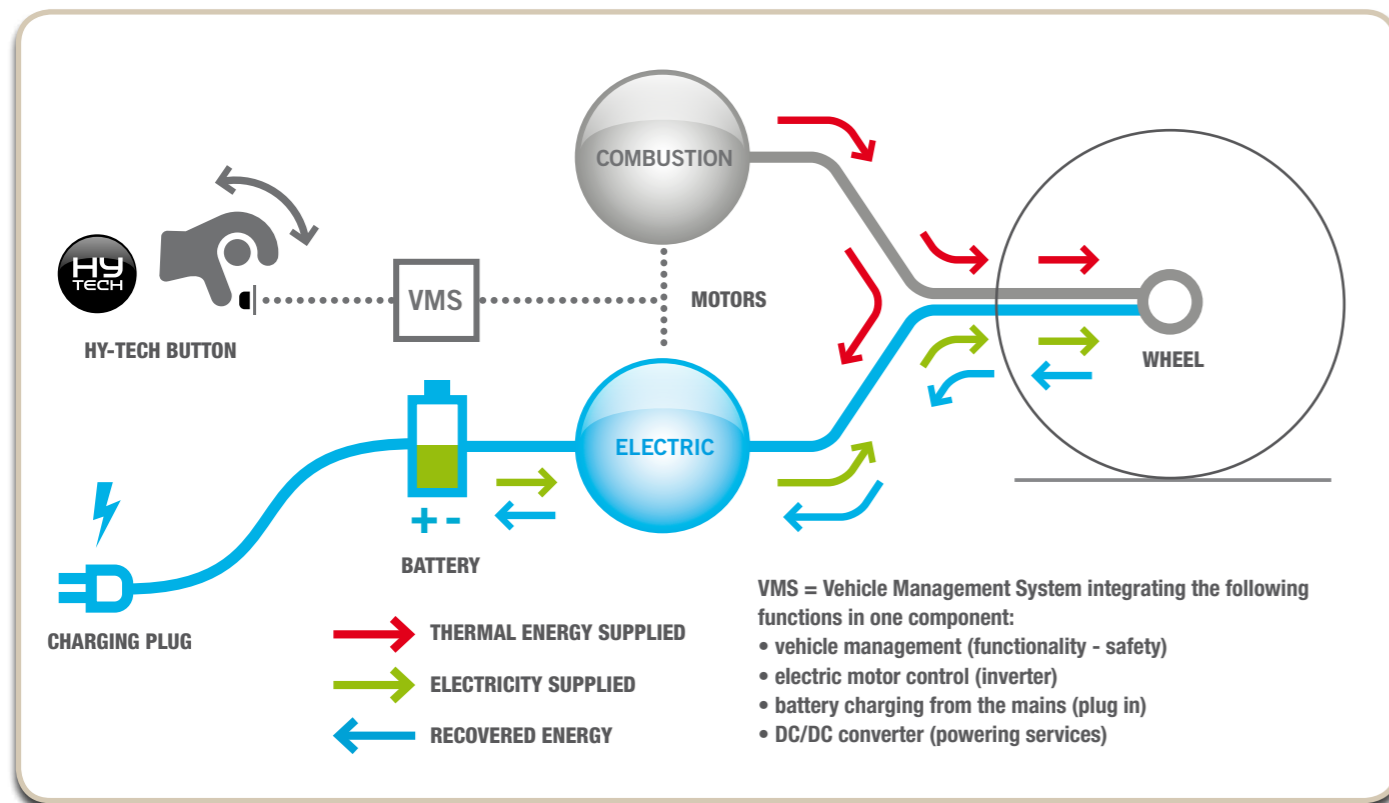 COMBUSTION
HY
TECH
VMS
MOTORS
HY-TECH BUTTON
WHEEL
ELECTRIC
+ -
BATTERY
CHARGING PLUG
THERMAL ENERGY SUPPLIED
ELECTRICITY SUPPLIED
RECOVERED ENERGY
VMS = Vehicle Management System integrating the following
functions in one component:
• vehicle management (functionality - safety)
• electric motor control (inverter)
• battery charging from the mains (plug in)
• DC/DC converter (powering services)